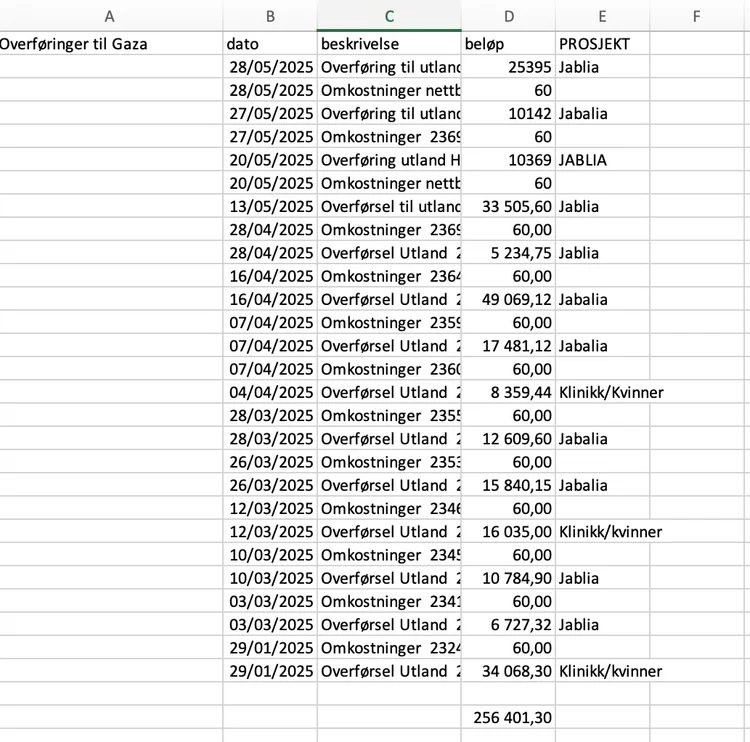 A B C D E F
Overføringer til Gaza dato beskrivelse beløp PROSJEKT
28/05/2025 Overføring til utland 25395 Jablia
28/05/2025 Omkostninger nettb 60
27/05/2025 Overføring til utland 10142 Jabalia
27/05/2025 Omkostninger 2369 60
20/05/2025 Overføring utland H 10369 JABLIA
20/05/2025 Omkostninger nettb 60
13/05/2025 Overførsel til utland 33 505,60 Jablia
28/04/2025 Omkostninger 2369 60,00
28/04/2025 Overførsel Utland 2 5 234,75 Jablia
16/04/2025 Omkostninger 2364 60,00
16/04/2025 Overførsel Utland 2 49 069,12 Jabalia
07/04/2025 Omkostninger 2359 60,00
07/04/2025 Overførsel Utland 2 17 481,12 Jabalia
07/04/2025 Omkostninger 2360 60,00
04/04/2025 Overførsel Utland 2 8 359,44 Klinikk/Kvinner
28/03/2025 Omkostninger 2355 60,00
28/03/2025 Overførsel Utland 2 12 609,60 Jabalia
26/03/2025 Omkostninger 2353 60,00
26/03/2025 Overførsel Utland 2 15 840,15 Jabalia
12/03/2025 Omkostninger 2346 60,00
12/03/2025 Overførsel Utland 2 16 035,00 Klinikk/kvinner
10/03/2025 Omkostninger 2345 60,00
10/03/2025 Overførsel Utland 2 10 784,90 Jablia
03/03/2025 Omkostninger 2341 60,00
03/03/2025 Overførsel Utland 2 6 727,32 Jablia
29/01/2025 Omkostninger 2324 60,00
29/01/2025 Overførsel Utland 2 34 068,30 Klinikk/kvinner
256 401,30